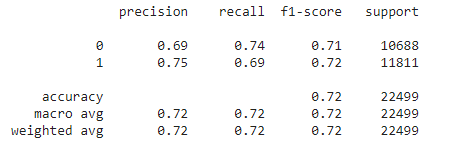 precision recall f1-score support
0 0.69 0.74 0.71 10688
1 0.75 0.69 0.72 11811
accuracy 0.72 22499
macro avg 0.72 0.72 0.72 22499
weighted avg 0.72 0.72 0.72 22499